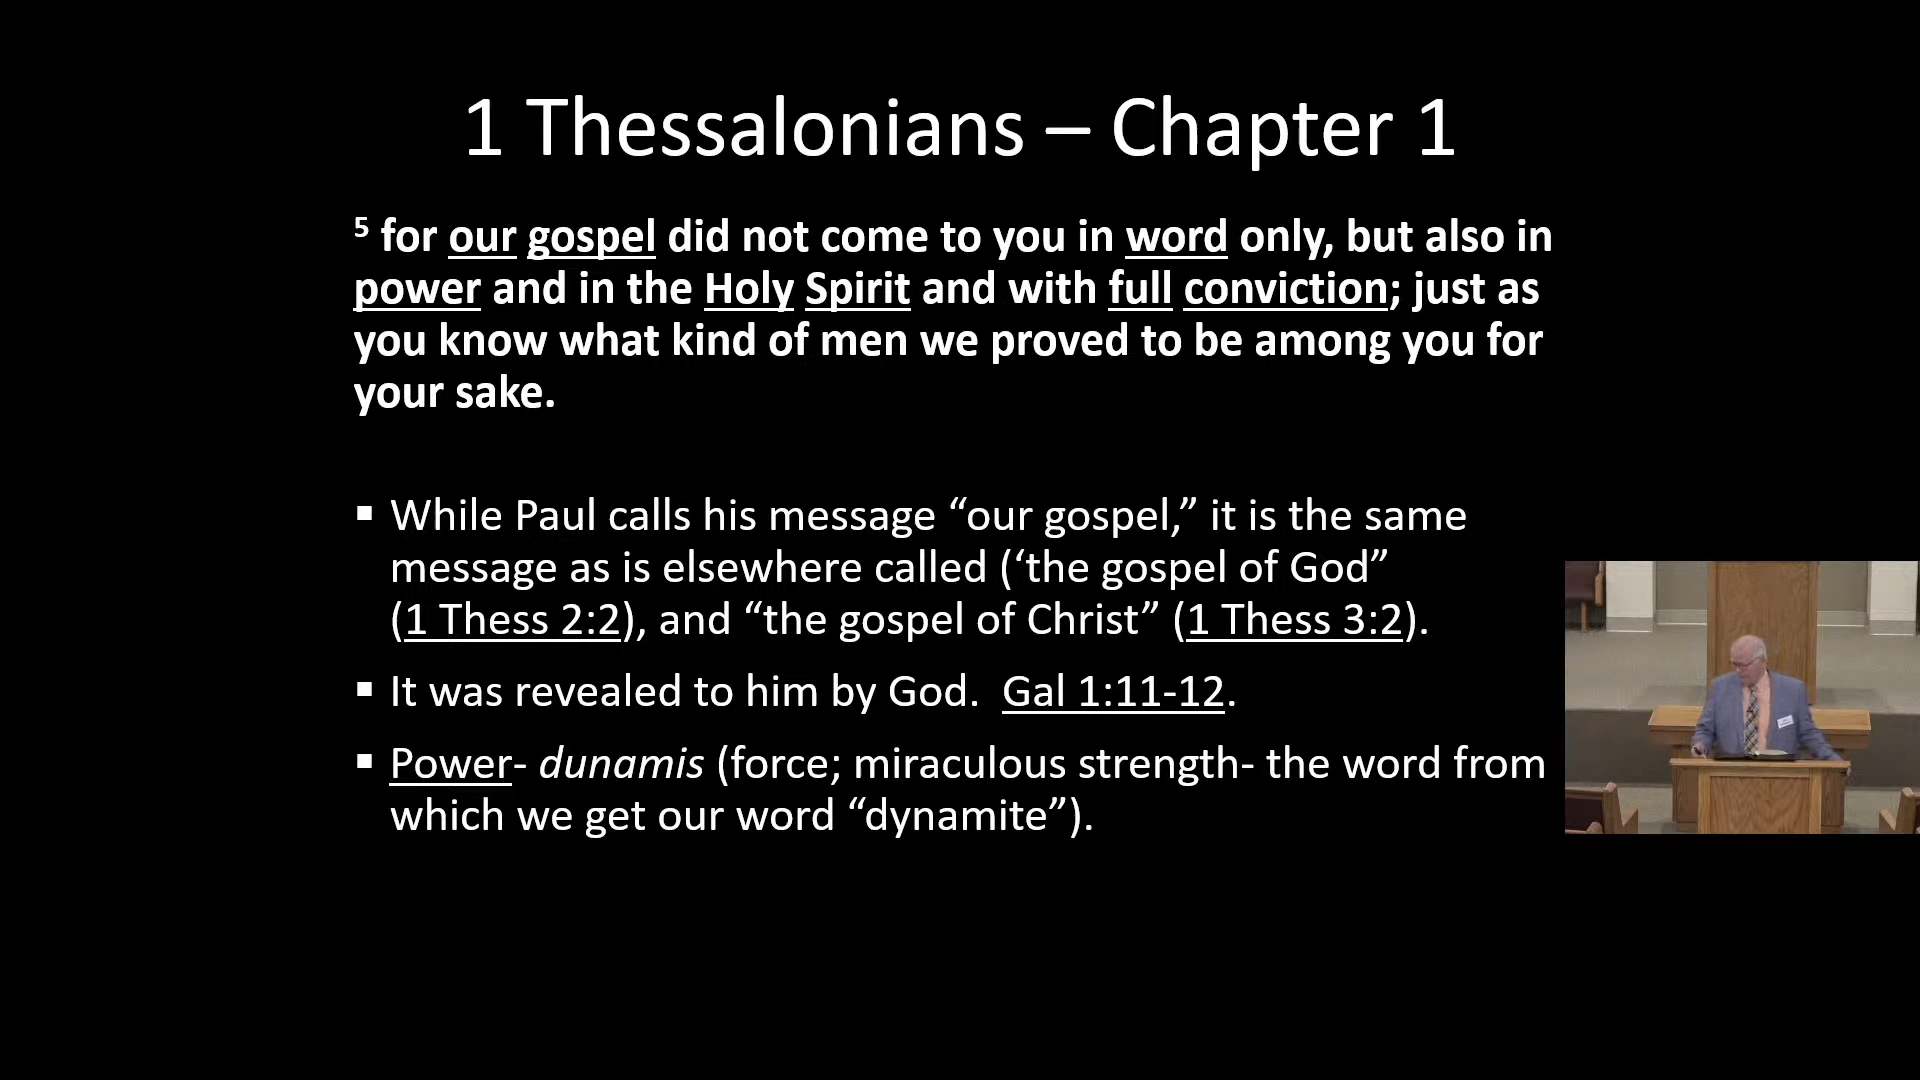 1 Thessalonians – Chapter 1
5 for our gospel did not come to you in word only, but also in
power and in the Holy Spirit and with full conviction; just as
you know what kind of men we proved to be among you for
your sake.
▪ While Paul calls his message “our gospel,” it is the same
message as is elsewhere called (‘the gospel of God”
(1 Thess 2:2), and “the gospel of Christ” (1 Thess 3:2).
▪ It was revealed to him by God.  Gal 1:11-12.
▪ Power- dunamis (force; miraculous strength- the word from
which we get our word “dynamite”).